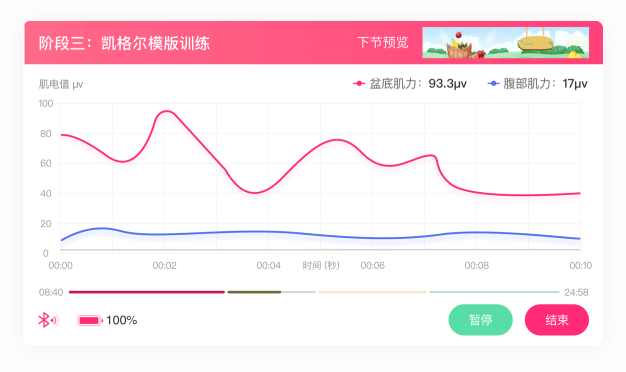 阶段三：凯格尔模版训练
下节预览
肌电值 μv
盆底肌力：93.3μv
腹部肌力：17μv
100
80
60
40
20
0
00:00
00:02
00:04
时间 (秒)
00:06
00:08
00:10
08:40
24:58
100%
暂停
结束